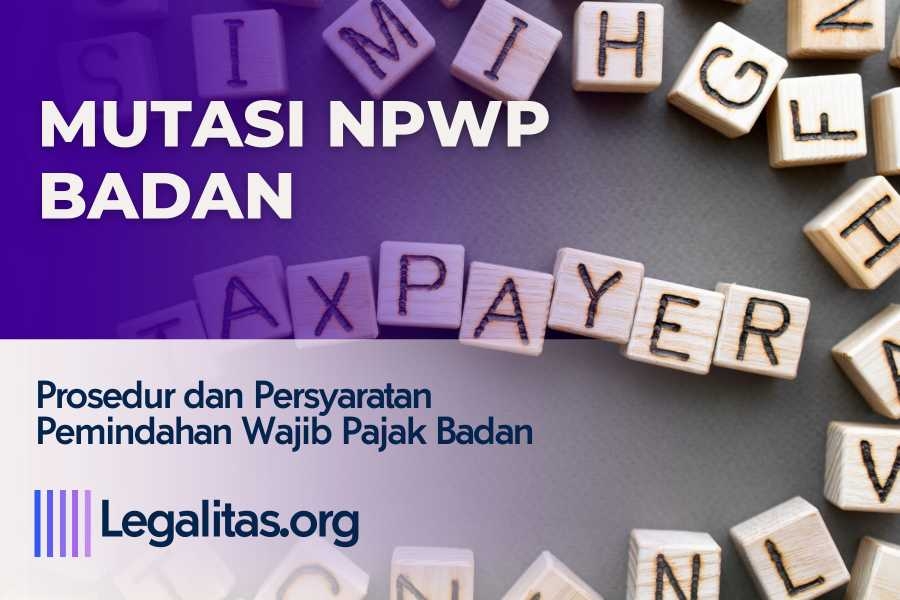 MUTASI NPWP
BADAN
TAXPAYER
Prosedur dan Persyaratan
Pemindahan Wajib Pajak Badan
Legalitas.org
S I M I H G F Z
H
V
N
N L
C